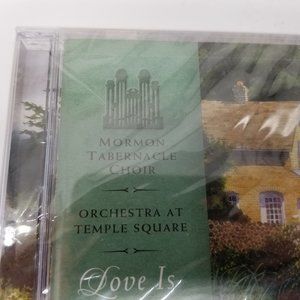 MORMON
TABERNACLE
CHOIR
ORCHESTRA AT
TEMPLE SQUARE
Love Is